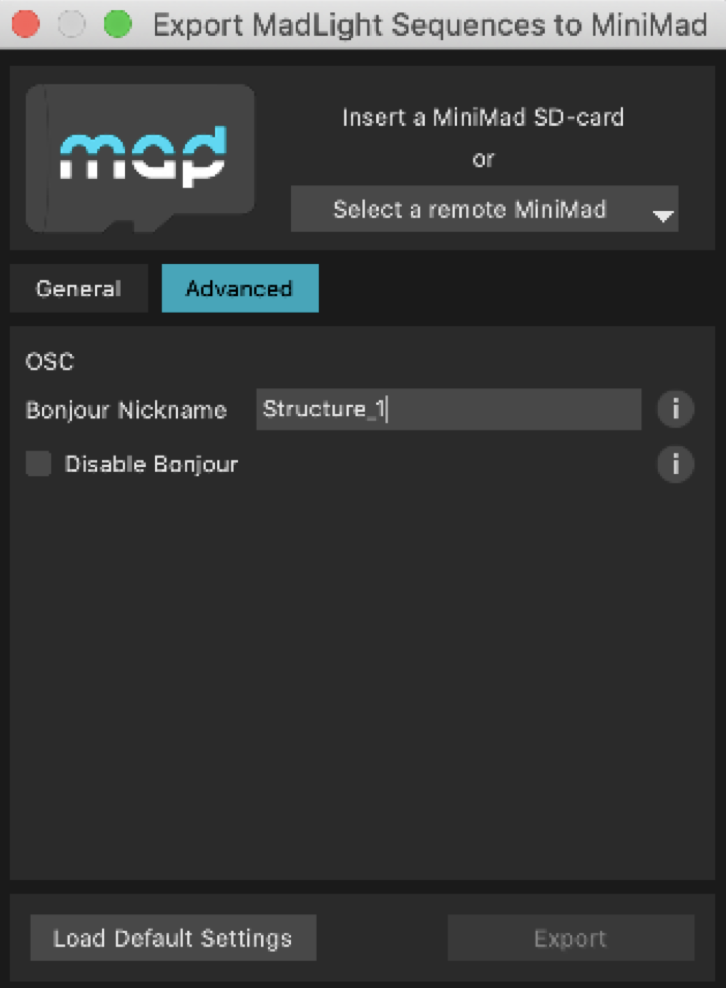 Export MadLight Sequences to MiniMad
mad
Insert a MiniMad SD-card
or
Select a remote MiniMad
General
Advanced
OSC
Bonjour Nickname
Structure_1
i
Disable Bonjour
i
Load Default Settings
Export